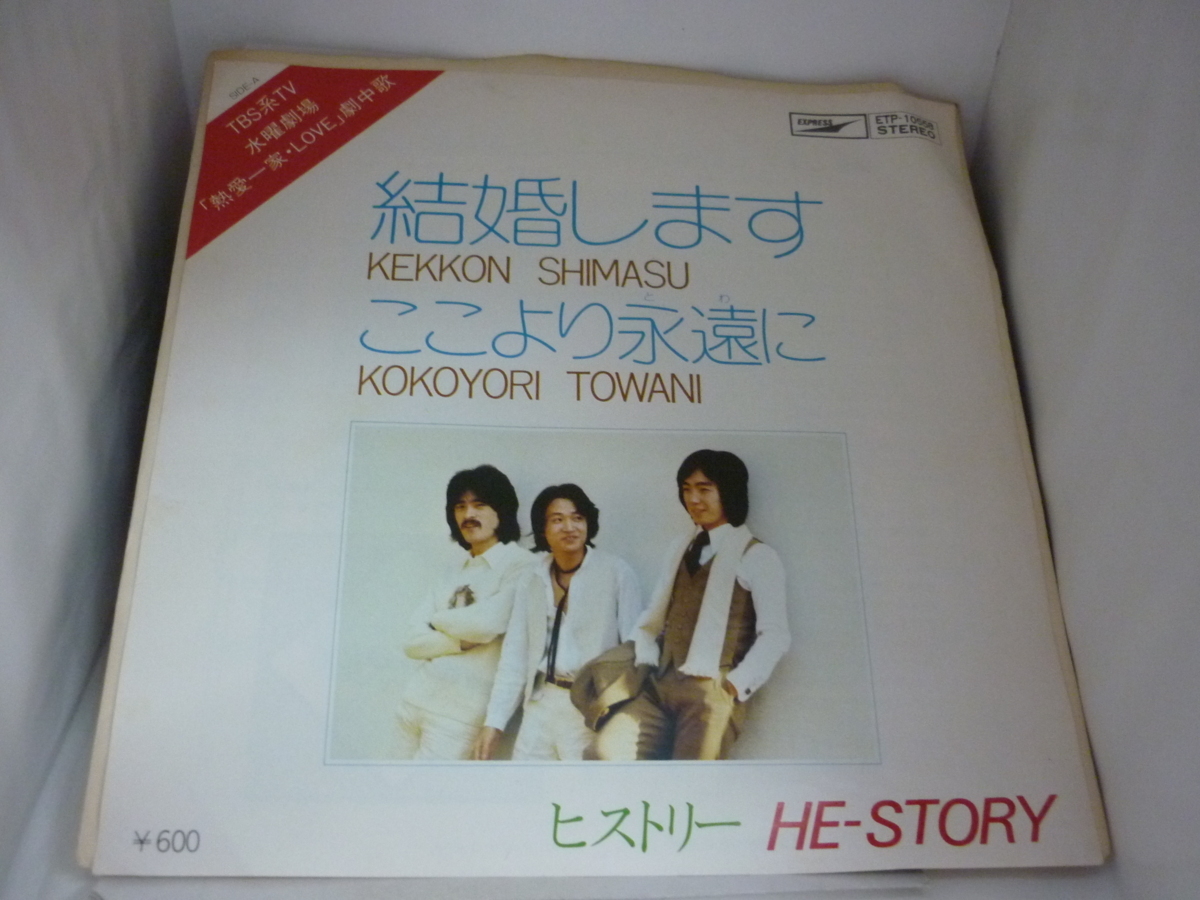 SIDE-A
TBS系TV
水曜劇場
「熱愛一家・LOVE」劇中歌
EXPRESS
STEREO
結婚します
KEKKON SHIMASU
とわ
ここより永遠に
KOKOYORI TOWANI
ヒストリー HE-STORY
¥600